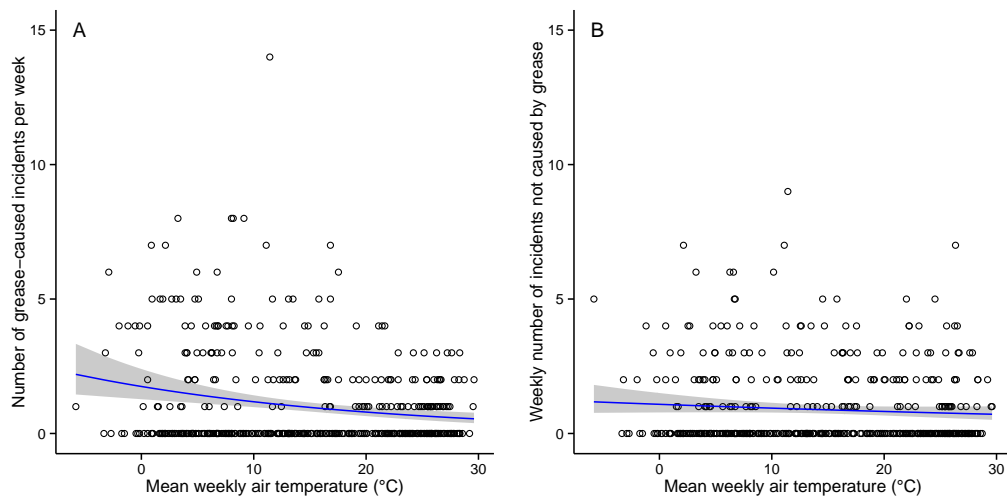 A
15
10
5
0
Number of grease−caused incidents per week
0
10
20
30
Mean weekly air temperature (°C)
B
15
10
5
0
Weekly number of incidents not caused by grease
0
10
20
30
Mean weekly air temperature (°C)